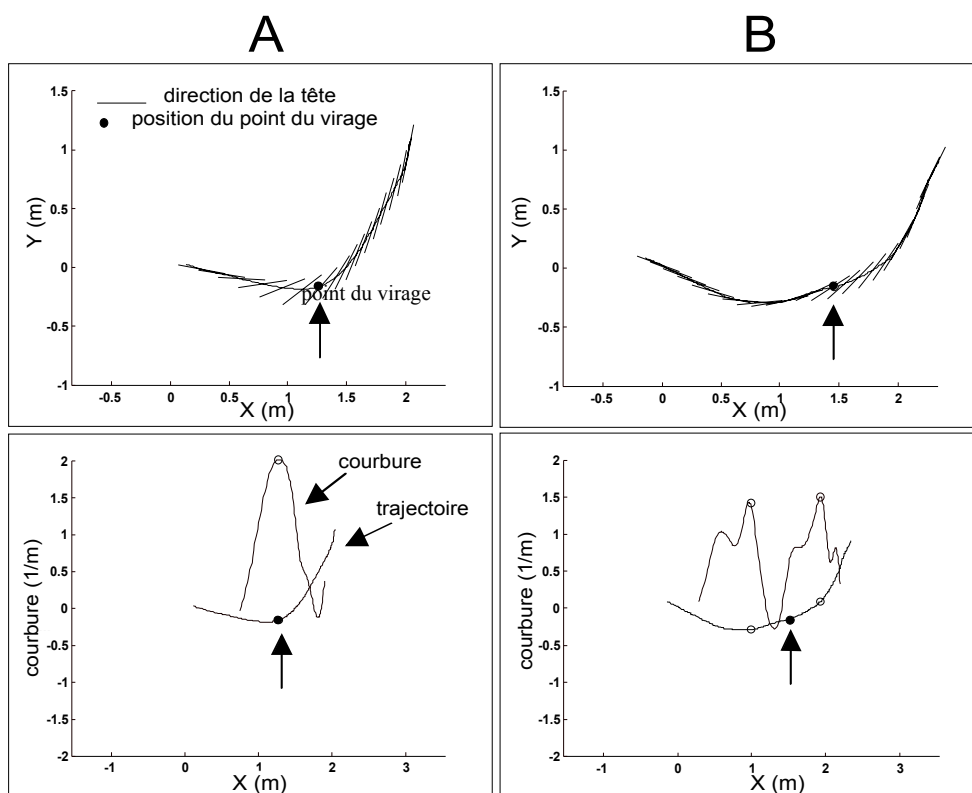 A
B
1.5
1
0.5
0
-0.5
-1
Y (m)
direction de la tête
position du point du virage
point du virage
-0.5 0 0.5 1 1.5 2
X (m)
1.5
1
0.5
0
-0.5
-1
Y (m)
-0.5 0 0.5 1 1.5 2
X (m)
2
1.5
1
0.5
0
-0.5
-1
-1.5
-2
courbure (1/m)
courbure
trajectoire
-1 0 1 2 3
X (m)
2
1.5
1
0.5
0
-0.5
-1
-1.5
-2
courbure (1/m)
-1 0 1 2 3
X (m)